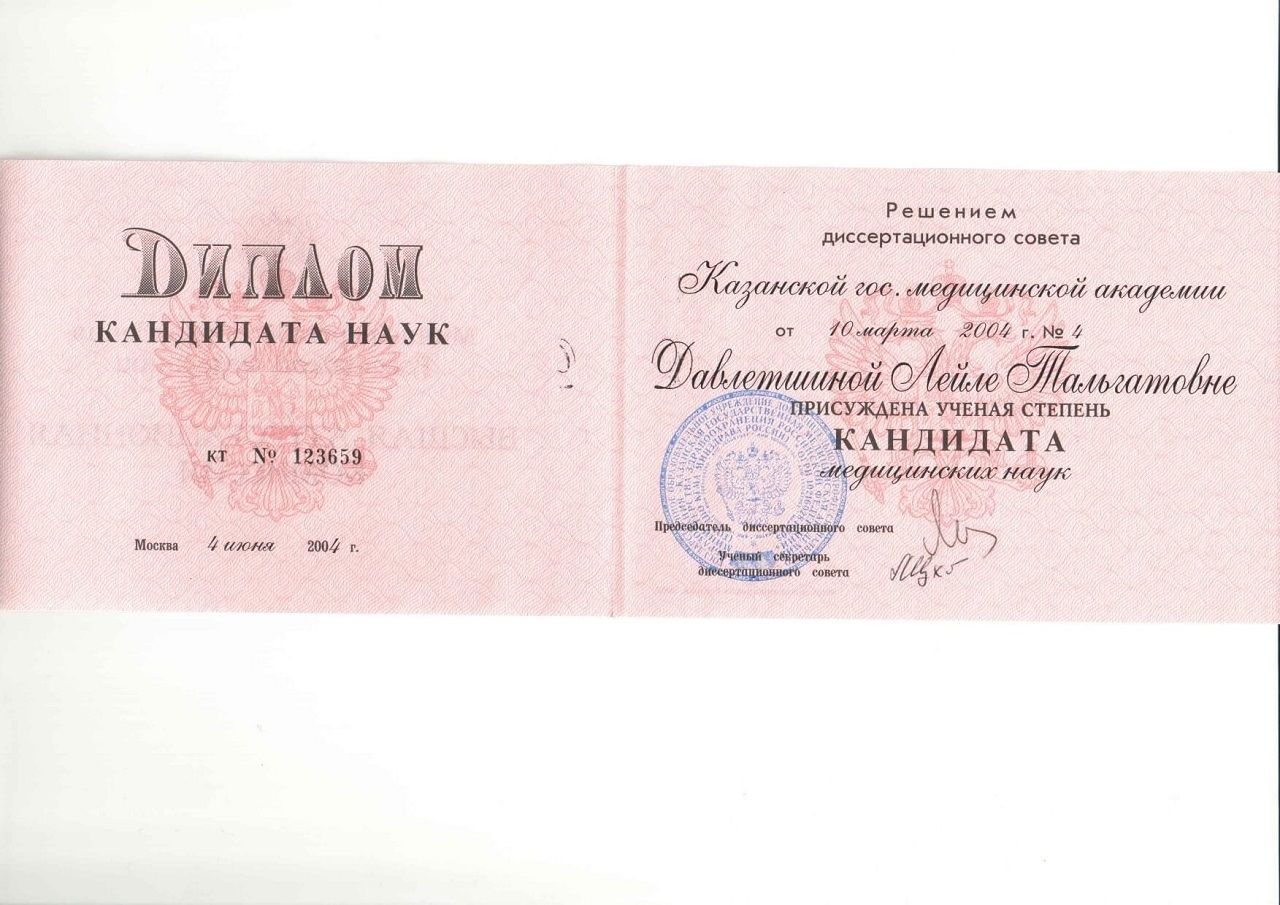 ДИПЛОМ
КАНДИДАТА НАУК
КТ № 123659
Москва 4 июня 2004 г.
Решением
диссертационного совета
Казанской гос. медицинской академии
от 10 марта 2004 г. № 4
Давлетшиной Лейле Тальгатовне
ПРИСУЖДЕНА УЧЕНАЯ СТЕПЕНЬ
КАНДИДАТА
медицинских наук
Председатель диссертационного совета
Ученый секретарь
диссертационного совета